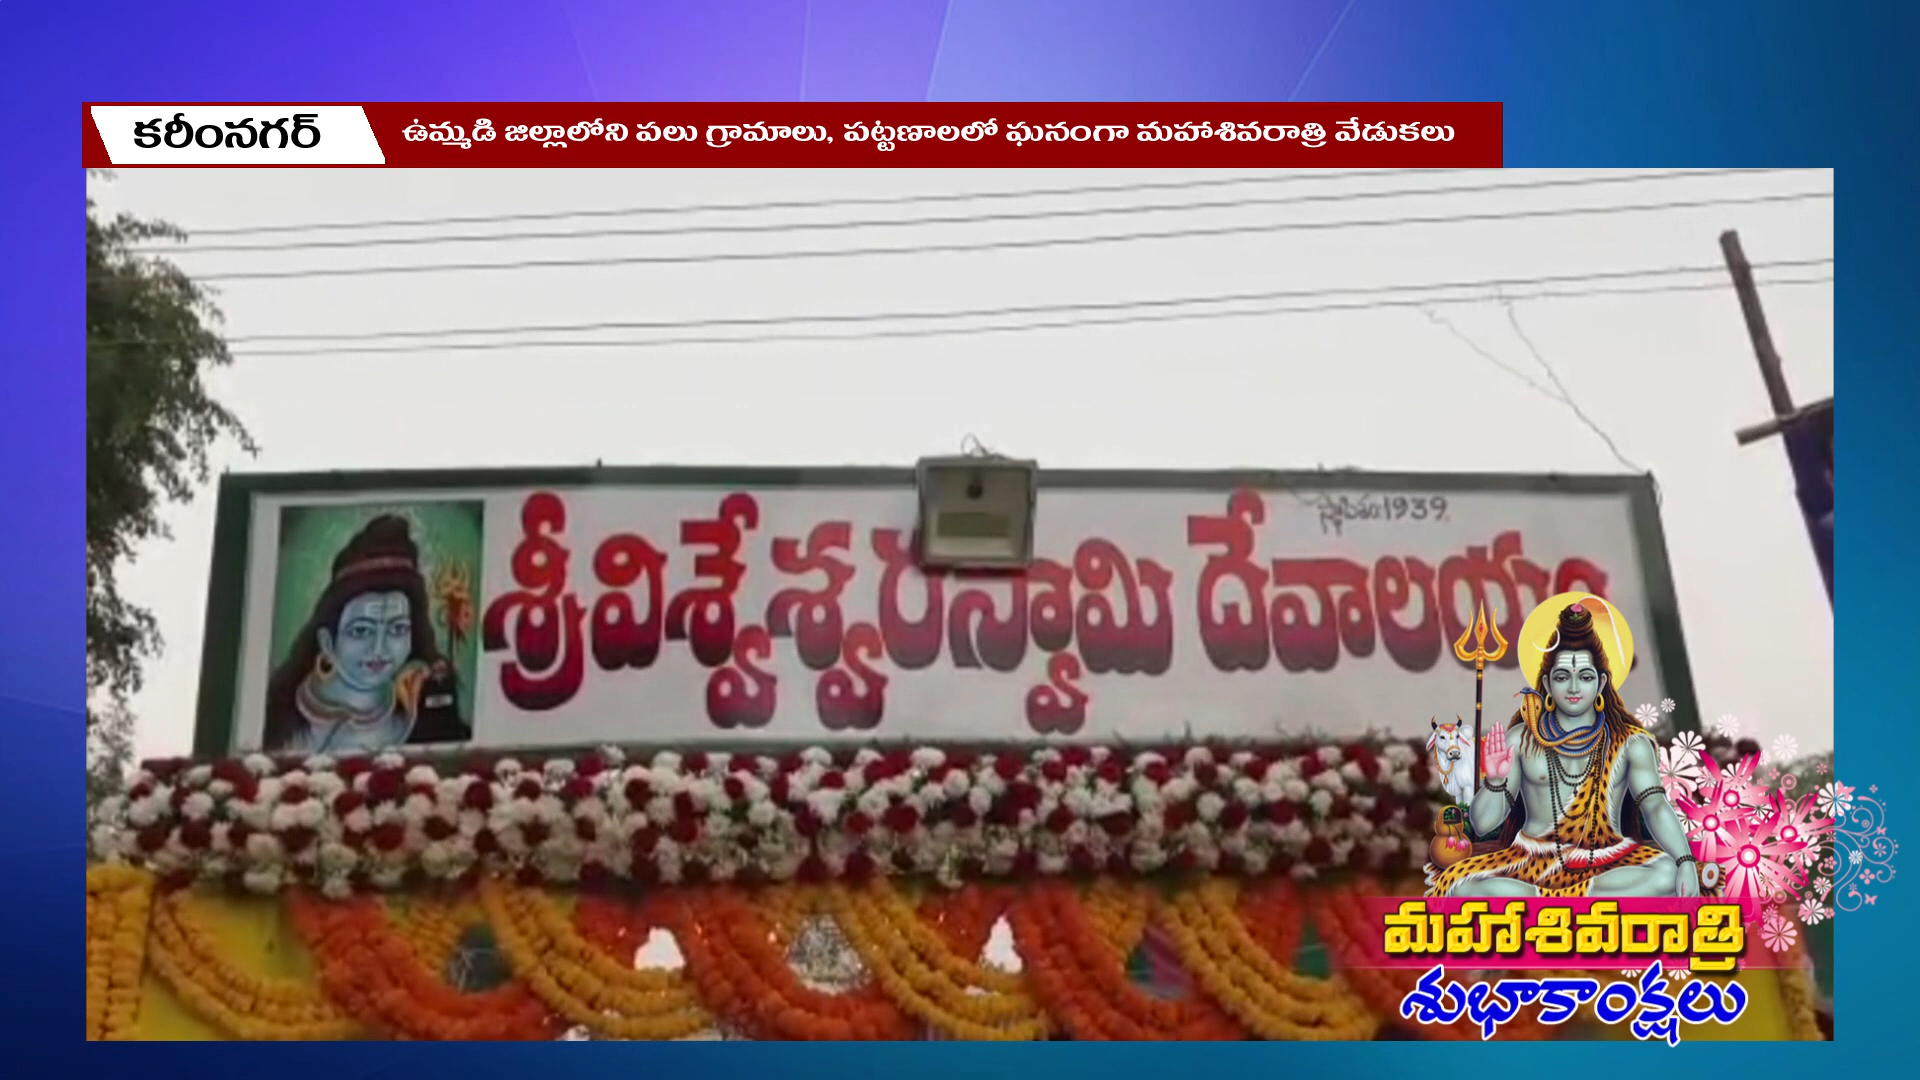 కరీంనగర్
ఉమ్మడి జిల్లాలోని పలు గ్రామాలు, పట్టణాలలో ఘనంగా మహాశివరాత్రి వేడుకలు
స్థాపితం:1939.
శ్రీవిశ్వేశ్వరస్వామి దేవాలయం
మహాశివరాత్రి
శుభాకాంక్షలు